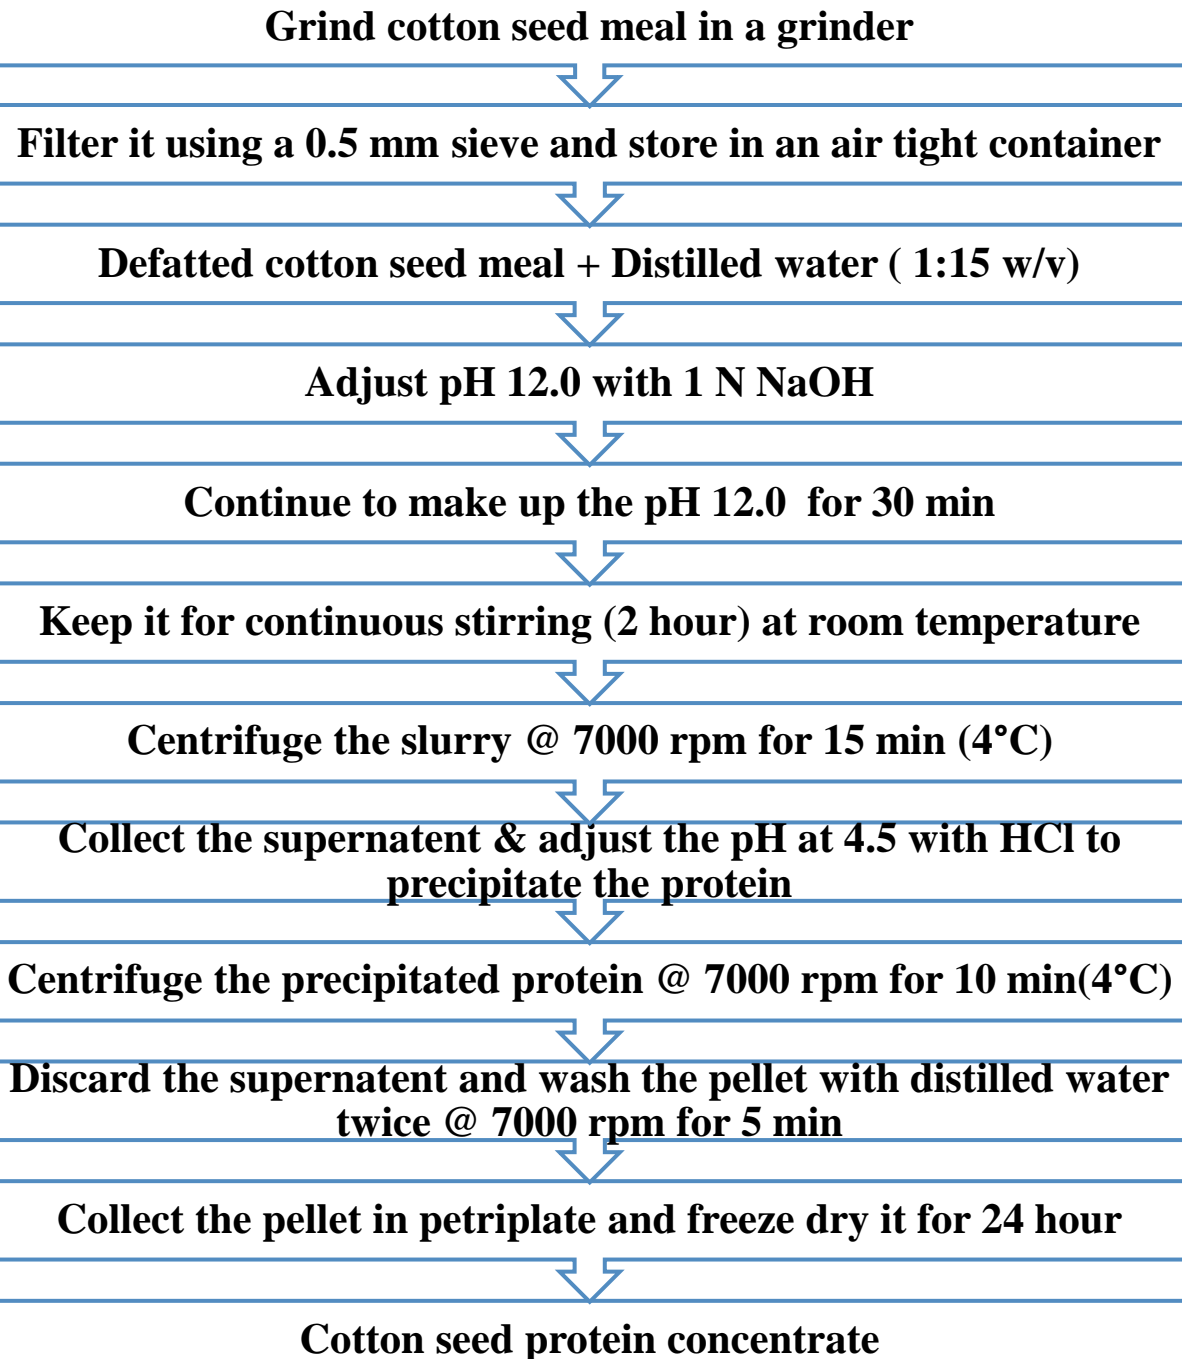 Grind cotton seed meal in a grinder
Filter it using a 0.5 mm sieve and store in an air tight container
Defatted cotton seed meal + Distilled water ( 1:15 w/v)
Adjust pH 12.0 with 1 N NaOH
Continue to make up the pH 12.0  for 30 min
Keep it for continuous stirring (2 hour) at room temperature
Centrifuge the slurry @ 7000 rpm for 15 min (4°C)
Collect the supernatent & adjust the pH at 4.5 with HCl to
precipitate the protein
Centrifuge the precipitated protein @ 7000 rpm for 10 min(4°C)
Discard the supernatent and wash the pellet with distilled water
twice @ 7000 rpm for 5 min
Collect the pellet in petriplate and freeze dry it for 24 hour
Cotton seed protein concentrate